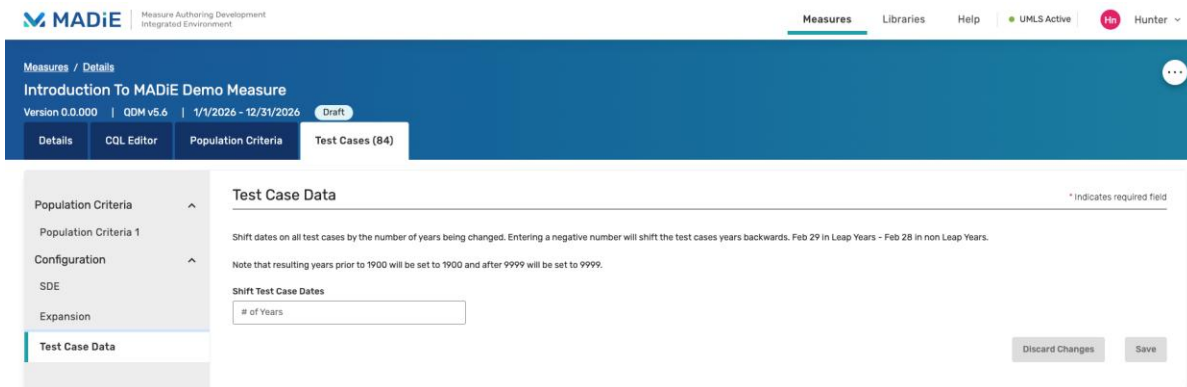 MADiE
Measure Authoring Development
Integrated Environment
Measures Libraries Help UMLS Active Hn Hunter
Measures / Details
Introduction To MADiE Demo Measure
Version 0.0.000 | QDM v5.6 | 1/1/2026 - 12/31/2026 Draft
Details CQL Editor Population Criteria Test Cases (84)
Population Criteria
Population Criteria 1
Configuration
SDE
Expansion
Test Case Data
Test Case Data
* Indicates required field
Shift dates on all test cases by the number of years being changed. Entering a negative number will shift the test cases years backwards. Feb 29 in Leap Years - Feb 28 in non Leap Years.
Note that resulting years prior to 1900 will be set to 1900 and after 9999 will be set to 9999.
Shift Test Case Dates
# of Years
Discard Changes Save